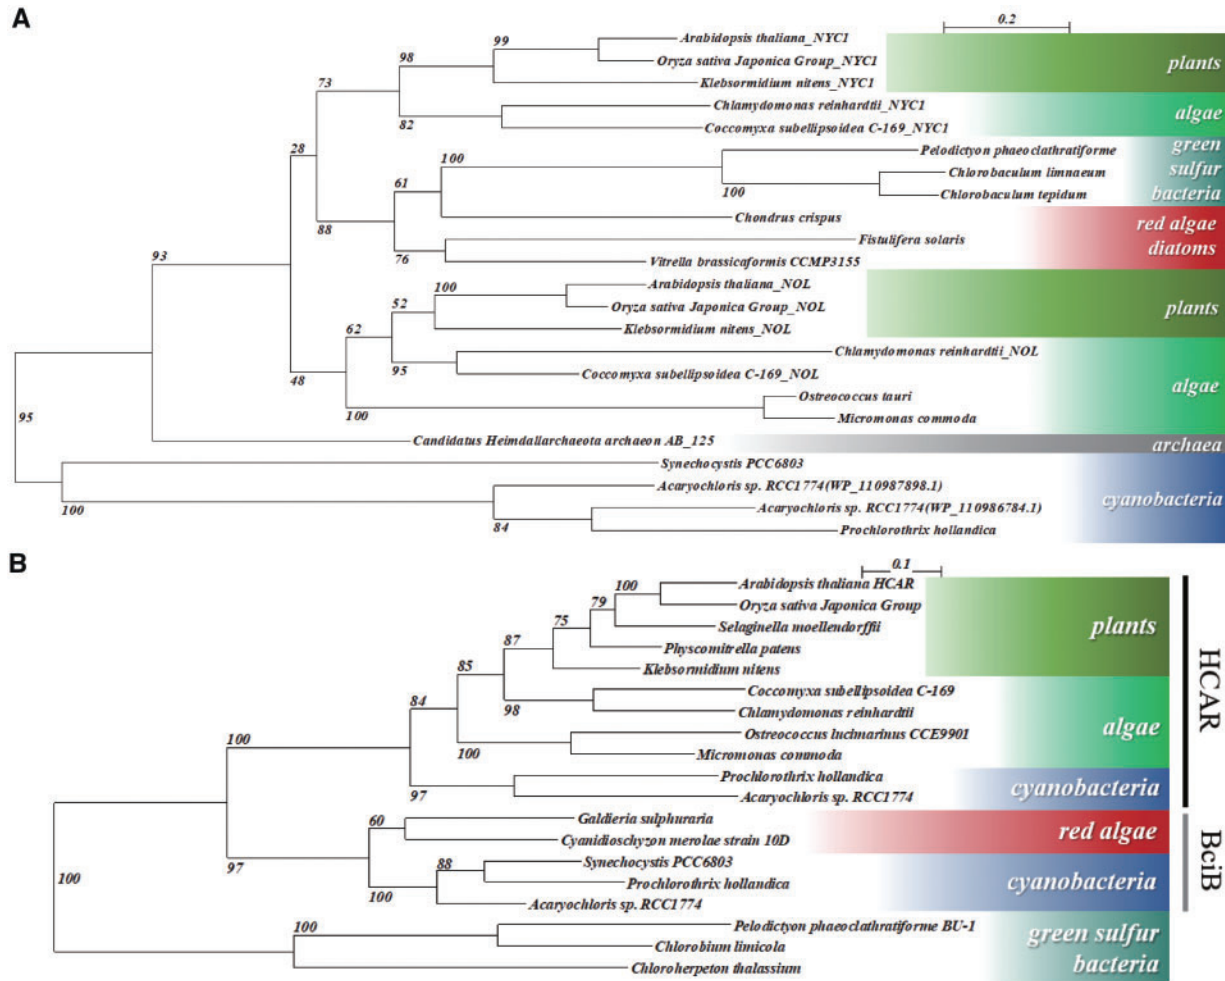 A
0.2
99
Arabidopsis thaliana_NYC1
98
Oryza sativa Japonica Group_NYC1
plants
73
Klebsormidium nitens_NYC1
Chlamydomonas reinhardtii_NYC1
algae
82
Coccomyxa subellipsoidea C-169_NYC1
28
100
Pelodictyon phaeoclathratiforme
green
sulfur
bacteria
61
100
Chlorobaculum limnaeum
Chlorobaculum tepidum
88
Chondrus crispus
red algae
diatoms
Fistulifera solaris
93
76
Vitrella brassicaformis CCMP3155
100
Arabidopsis thaliana_NOL
52
Oryza sativa Japonica Group_NOL
plants
62
Klebsormidium nitens_NOL
Chlamydomonas reinhardtii_NOL
48
95
Coccomyxa subellipsoidea C-169_NOL
algae
Ostreococcus tauri
95
100
Micromonas commoda
Candidatus Heimdallarchaeota archaeon AB_125
archaea
Synechocystis PCC6803
Acaryochloris sp. RCC1774(WP_110987898.1)
cyanobacteria
100
Acaryochloris sp. RCC1774(WP_110986784.1)
84
Prochlorothrix hollandica
B
0.1
100
Arabidopsis thaliana HCAR
79
Oryza sativa Japonica Group
75
Selaginella moellendorffii
plants
87
Physcomitrella patens
85
Klebsormidium nitens
HCAR
84
Coccomyxa subellipsoidea C-169
98
Chlamydomonas reinhardtii
algae
100
Ostreococcus lucimarinus CCE9901
100
Micromonas commoda
Prochlorothrix hollandica
cyanobacteria
97
Acaryochloris sp. RCC1774
60
Galdieria sulphuraria
red algae
Cyanidioschyzon merolae strain 10D
BciB
97
88
Synechocystis PCC6803
100
Prochlorothrix hollandica
cyanobacteria
100
Acaryochloris sp. RCC1774
100
Pelodictyon phaeoclathratiforme BU-1
green sulfur
bacteria
Chlorobium limicola
Chloroherpeton thalassium